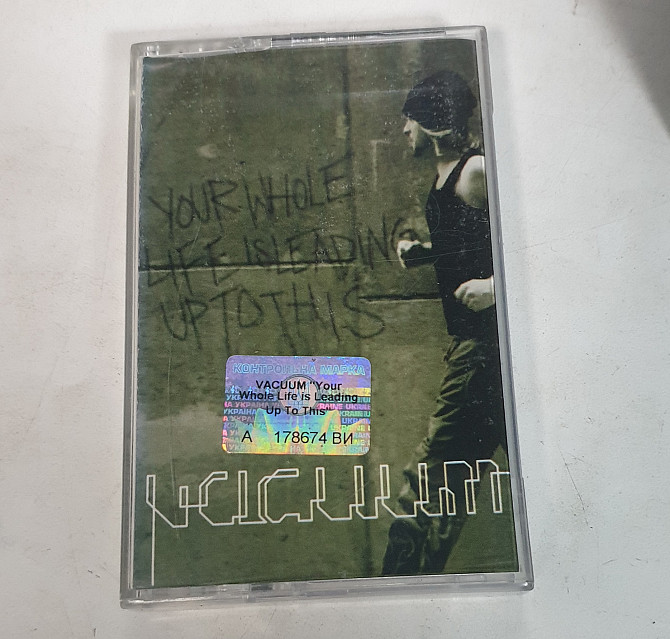 YOUR WHOLE
LIFE IS LEADING
UP TO THIS
КОНТРОЛЬНА МАРКА
VACUUM "Your
Whole Life is Leading
Up To This"
А 178674 ВИ
vacuum